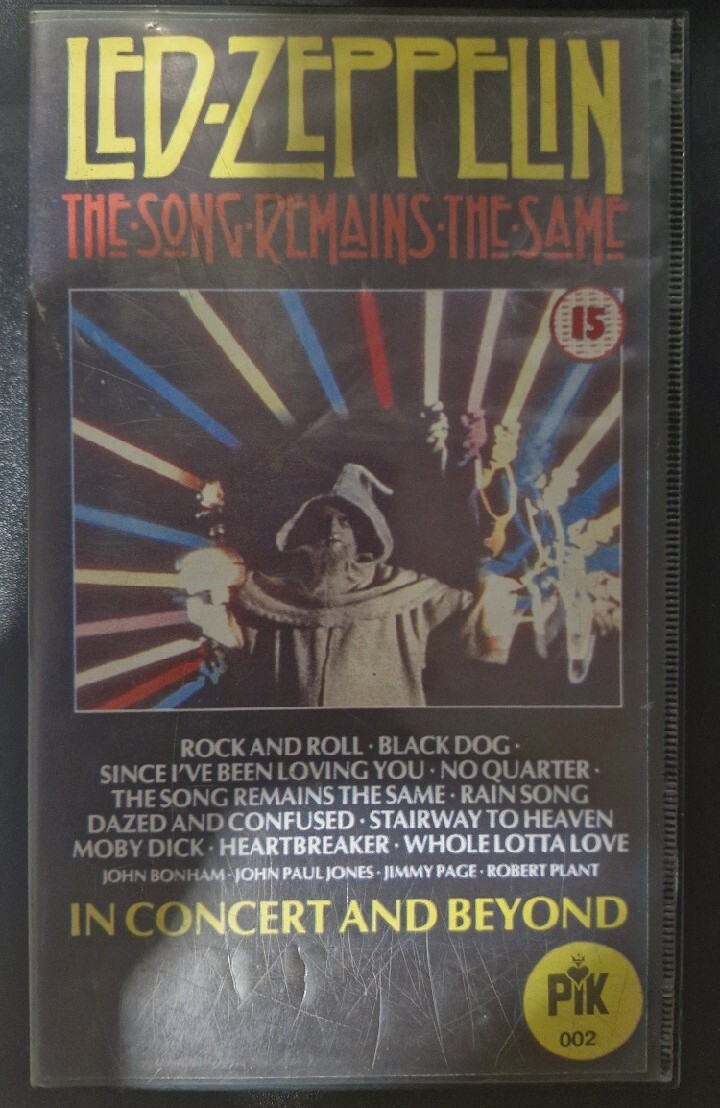 LED-ZEPPELIN
THE·SONG·REMAINS·THE·SAME
15
ROCK AND ROLL · BLACK DOG ·
SINCE I'VE BEEN LOVING YOU · NO QUARTER ·
THE SONG REMAINS THE SAME · RAIN SONG
DAZED AND CONFUSED · STAIRWAY TO HEAVEN
MOBY DICK · HEARTBREAKER · WHOLE LOTTA LOVE
JOHN BONHAM · JOHN PAUL JONES · JIMMY PAGE · ROBERT PLANT
IN CONCERT AND BEYOND
PIK
002